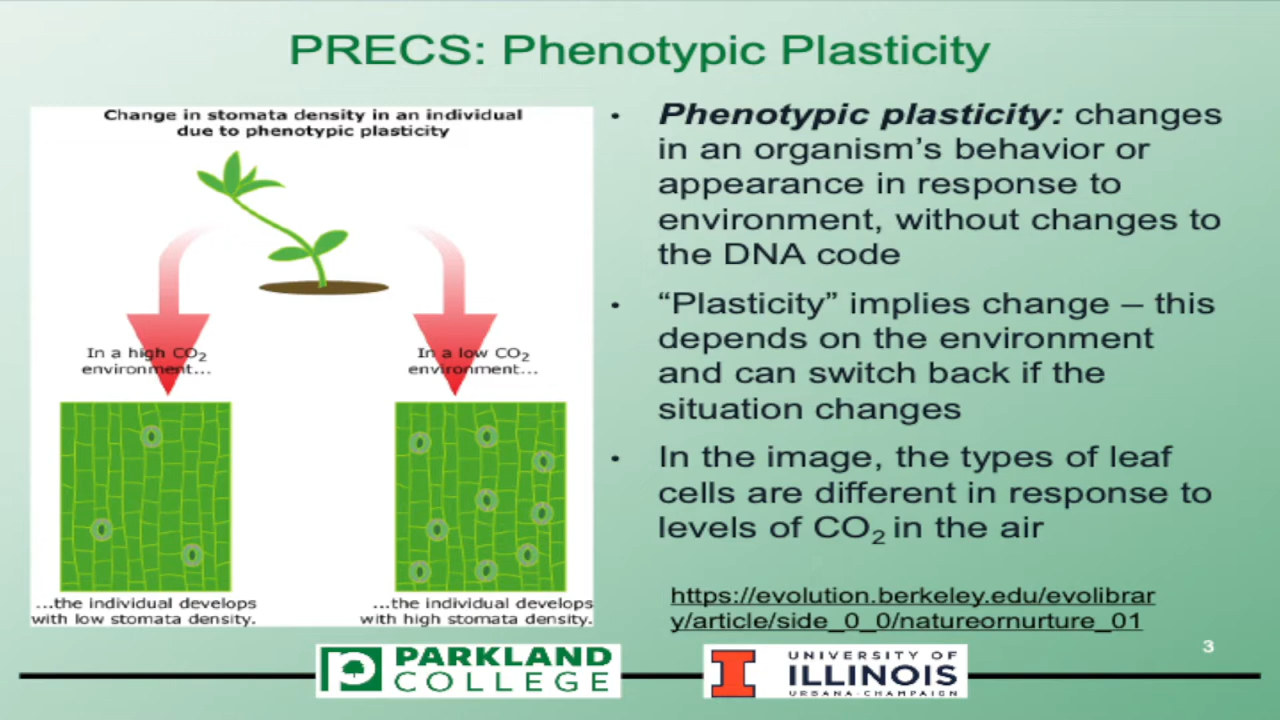 PRECS: Phenotypic Plasticity
Change in stomata density in an individual
due to phenotypic plasticity
In a high CO₂
environment...
In a low CO₂
environment...
...the individual develops
with low stomata density.
...the individual develops
with high stomata density.
• Phenotypic plasticity: changes
in an organism’s behavior or
appearance in response to
environment, without changes to
the DNA code
• “Plasticity” implies change – this
depends on the environment
and can switch back if the
situation changes
• In the image, the types of leaf
cells are different in response to
levels of CO₂ in the air
https://evolution.berkeley.edu/evolibrar
y/article/side_0_0/natureornurture_01
3
PARKLAND
COLLEGE
I
UNIVERSITY OF
ILLINOIS
URBANA-CHAMPAIGN